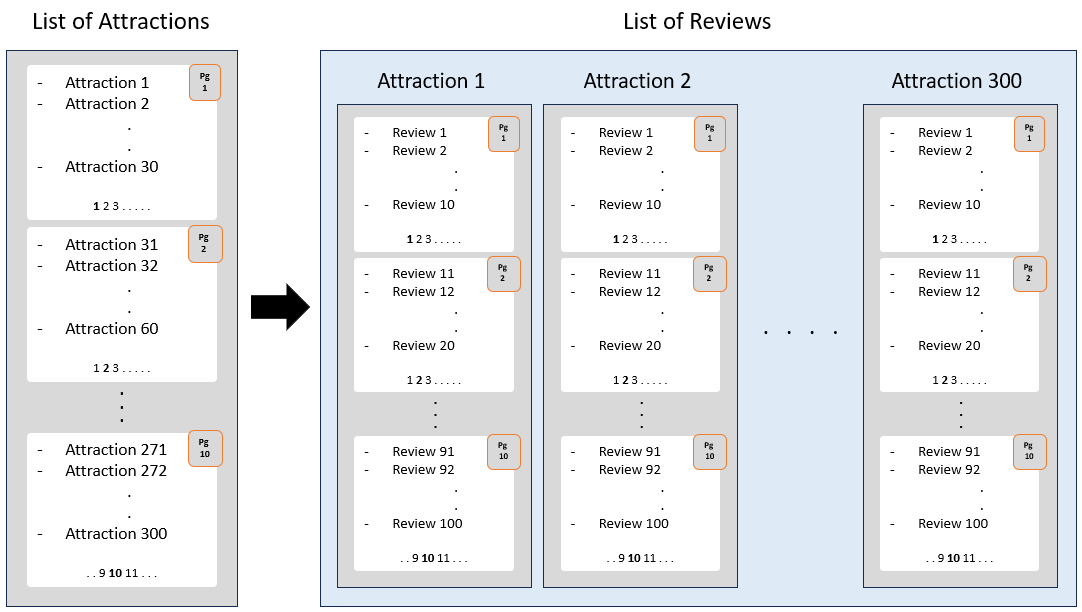 List of Attractions
- Attraction 1
- Attraction 2
.
.
- Attraction 30
1 2 3 . . . . .
Pg
1
- Attraction 31
- Attraction 32
.
.
- Attraction 60
1 2 3 . . . . .
Pg
2
.
.
.
- Attraction 271
- Attraction 272
.
.
- Attraction 300
. . 9 10 11 . . .
Pg
10
List of Reviews
Attraction 1
- Review 1
- Review 2
.
.
- Review 10
1 2 3 . . . . .
Pg
1
- Review 11
- Review 12
.
.
- Review 20
1 2 3 . . . . .
Pg
2
.
.
.
- Review 91
- Review 92
.
.
- Review 100
. . 9 10 11 . . .
Pg
10
Attraction 2
- Review 1
- Review 2
.
.
- Review 10
1 2 3 . . . . .
Pg
1
- Review 11
- Review 12
.
.
- Review 20
1 2 3 . . . . .
Pg
2
.
.
.
- Review 91
- Review 92
.
.
- Review 100
. . 9 10 11 . . .
Pg
10
. . . .
Attraction 300
- Review 1
- Review 2
.
.
- Review 10
1 2 3 . . . . .
Pg
1
- Review 11
- Review 12
.
.
- Review 20
1 2 3 . . . . .
Pg
2
.
.
.
- Review 91
- Review 92
.
.
- Review 100
. . 9 10 11 . . .
Pg
10